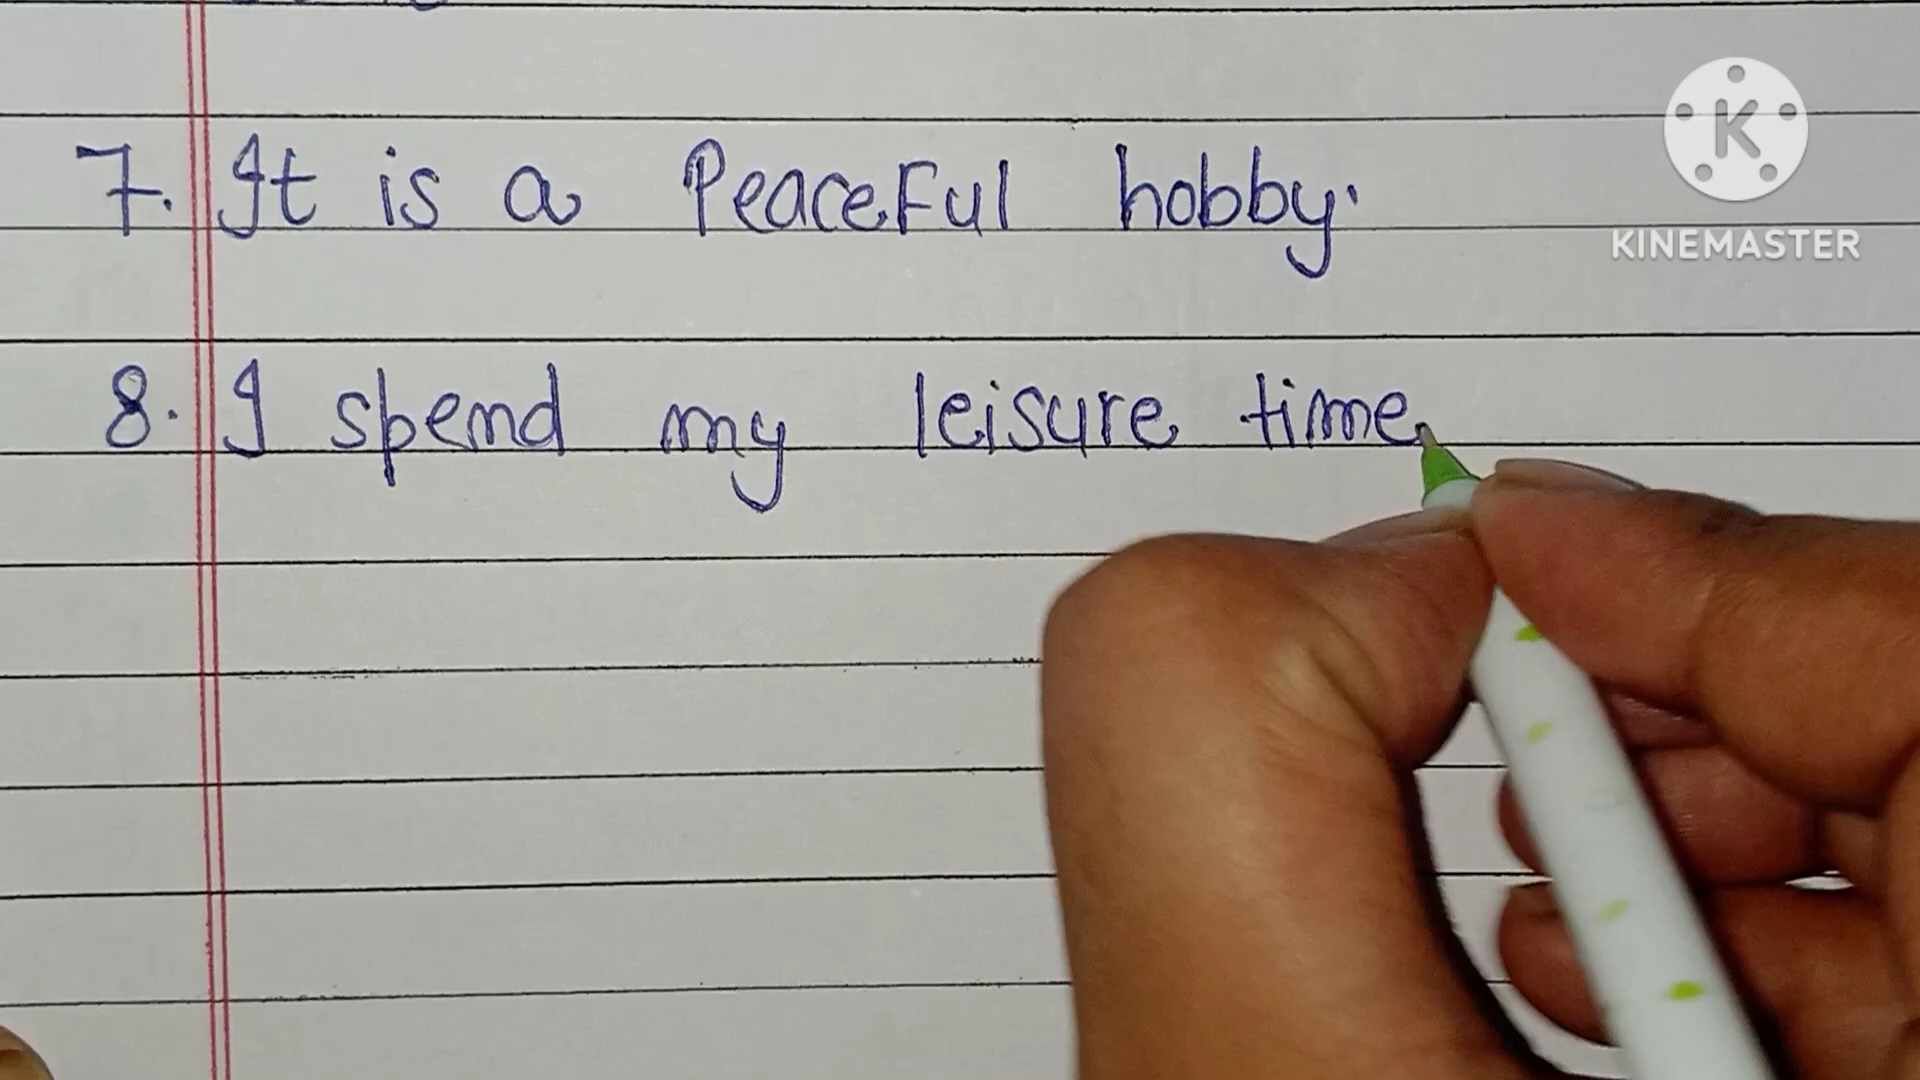 7. It is a PeaceFul hobby.
8. I spend my leisure time
K
KINEMASTER